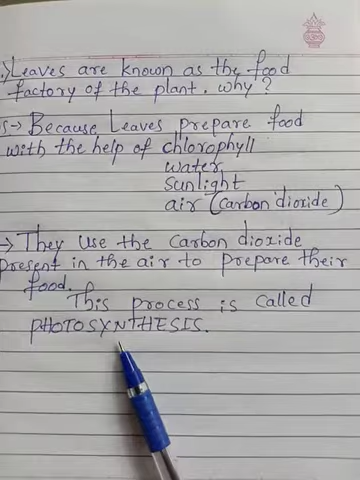 .) Leaves are known as the food
factory of the plant. why?
s→ Because Leaves prepare food
with the help of chlorophyll
water
sunlight
air (carbon dioxide)
→ They use the carbon dioxide
present in the air to prepare their
food.
This process is called
PHOTOSYNTHESIS.